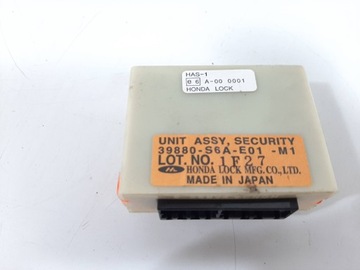 HAS-1
e6 A-00 0001
HONDA LOCK
UNIT ASSY, SECURITY
39880-S6A-E01 -M1
LOT. NO. 1F27
HONDA LOCK MFG.CO.,LTD.
MADE IN JAPAN